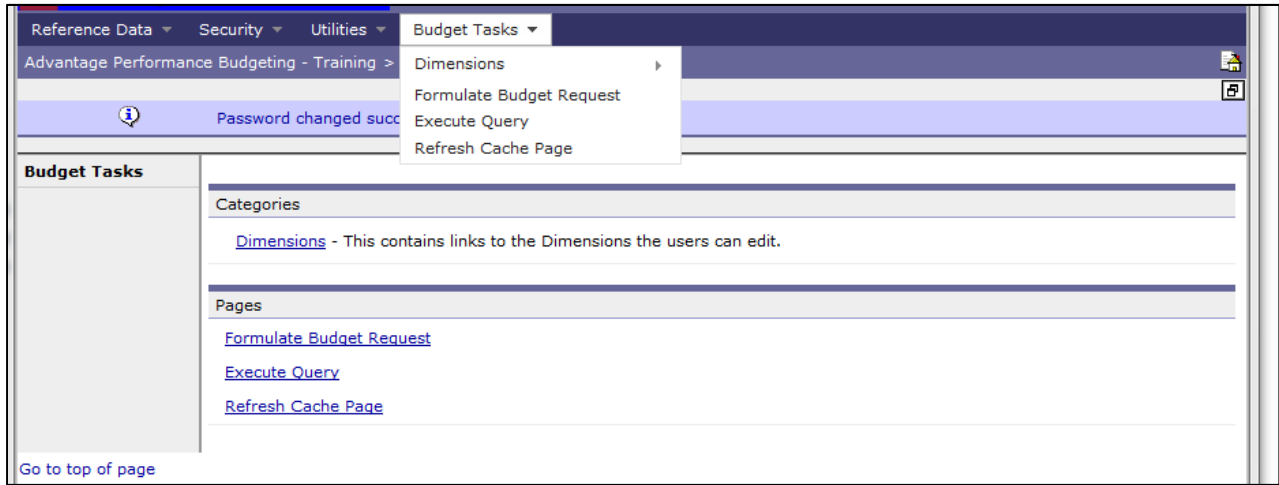 Reference Data Security Utilities Budget Tasks
Advantage Performance Budgeting - Training >
Dimensions
Formulate Budget Request
Password changed succ
Execute Query
Refresh Cache Page
Budget Tasks
Categories
Dimensions - This contains links to the Dimensions the users can edit.
Pages
Formulate Budget Request
Execute Query
Refresh Cache Page
Go to top of page